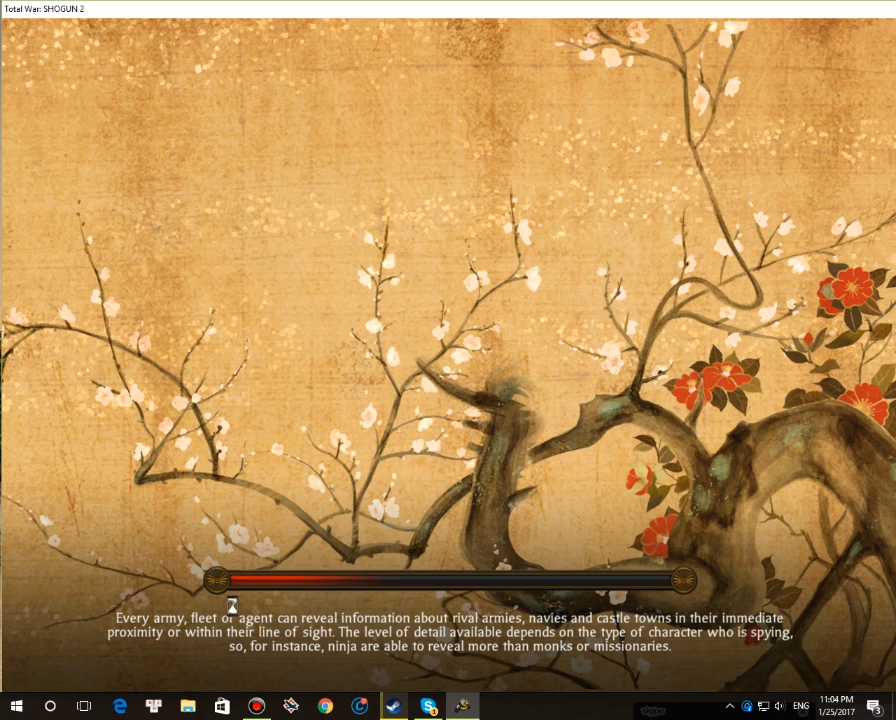 Total War: SHOGUN 2
Every army, fleet or agent can reveal information about rival armies, navies and castle towns in their immediate
proximity or within their line of sight. The level of detail available depends on the type of character who is spying,
so, for instance, ninja are able to reveal more than monks or missionaries.
skype
ENG
11:04 PM
1/25/2017
3